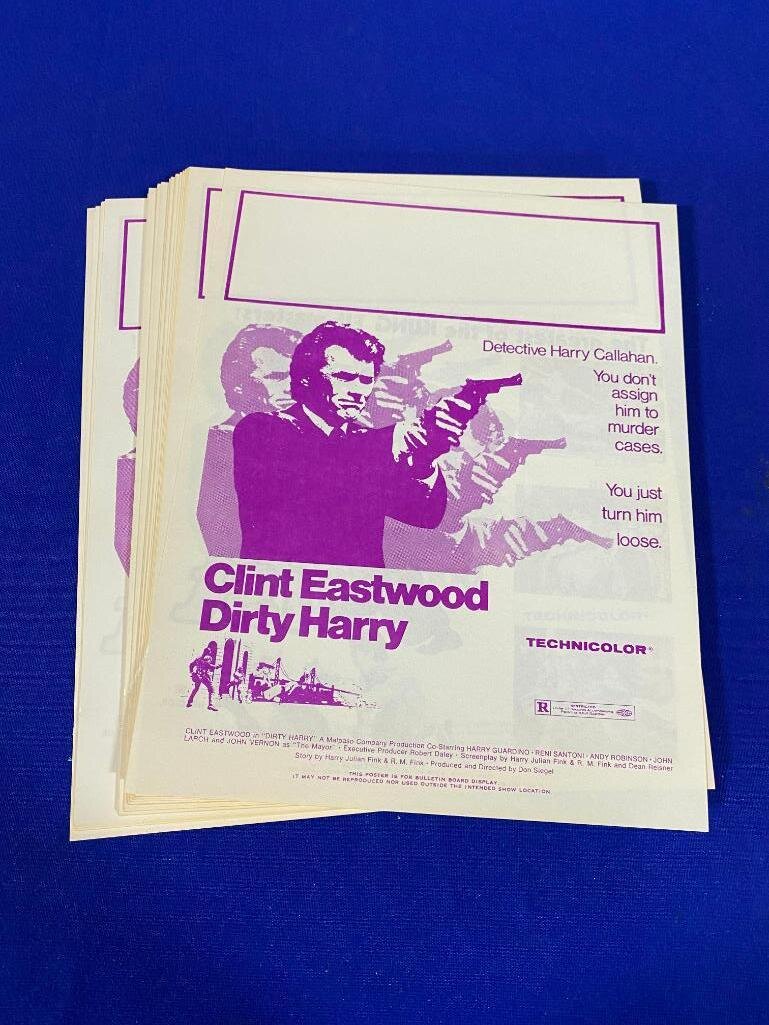 Detective Harry Callahan.
You don't
assign
him to
murder
cases.
You just
turn him
loose.
Clint Eastwood
Dirty Harry
TECHNICOLOR®
R
RESTRICTED
CLINT EASTWOOD in "DIRTY HARRY" A Malpaso Company Production Co-Starring HARRY GUARDINO · RENI SANTONI · ANDY ROBINSON · JOHN
LARCH and JOHN VERNON as "The Mayor" · Executive Producer Robert Daley · Screenplay by Harry Julian Fink & R. M. Fink and Dean Reisner
Story by Harry Julian Fink & R. M. Fink · Produced and Directed by Don Siegel
THIS POSTER IS FOR BULLETIN BOARD DISPLAY
IT MAY NOT BE REPRODUCED NOR USED OUTSIDE THE INTENDED SHOW LOCATION